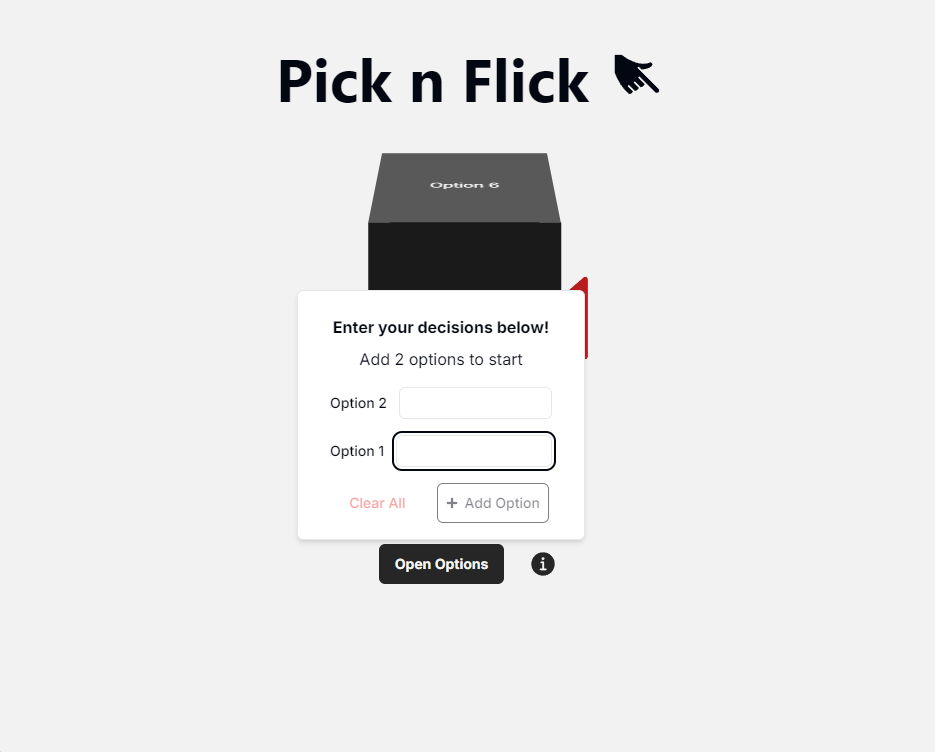 Pick n Flick
Option 6
Enter your decisions below!
Add 2 options to start
Option 2
Option 1
Clear All
+ Add Option
Open Options